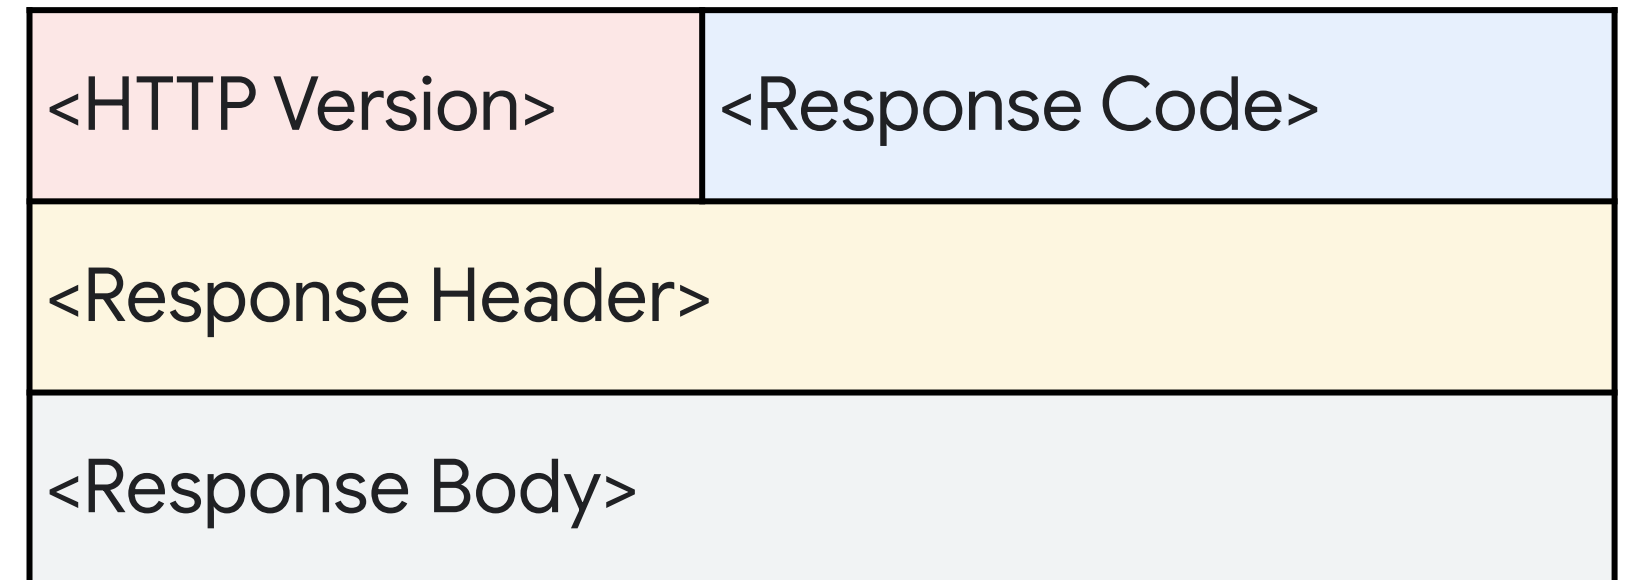 <HTTP Version> <Response Code>
<Response Header>
<Response Body>